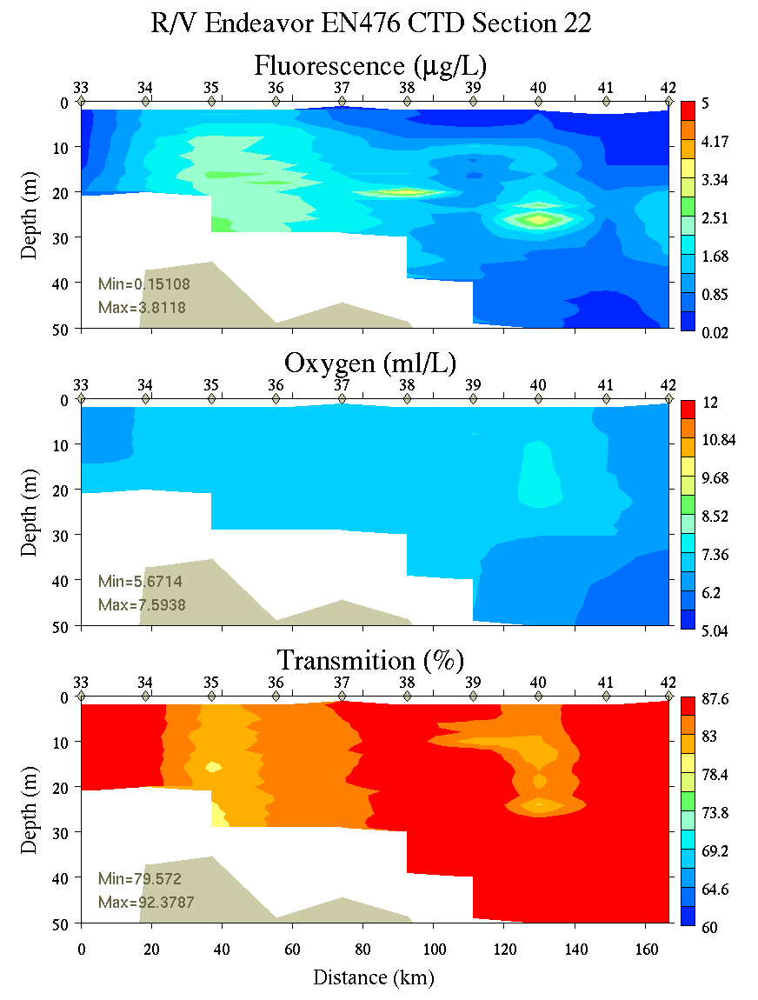 R/V Endeavor EN476 CTD Section 22
Fluorescence (μg/L)
33 34 35 36 37 38 39 40 41 42
0
10
20
30
40
50
Depth (m)
Min=0.15108
Max=3.8118
5
4.17
3.34
2.51
1.68
0.85
0.02
Oxygen (ml/L)
33 34 35 36 37 38 39 40 41 42
0
10
20
30
40
50
Depth (m)
Min=5.6714
Max=7.5938
12
10.84
9.68
8.52
7.36
6.2
5.04
Transmition (%)
33 34 35 36 37 38 39 40 41 42
0
10
20
30
40
50
Depth (m)
Min=79.572
Max=92.3787
87.6
83
78.4
73.8
69.2
64.6
60
0 20 40 60 80 100 120 140 160
Distance (km)